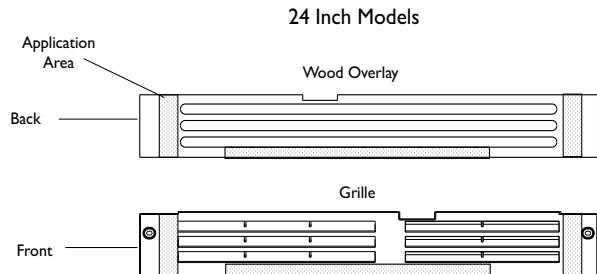 24 Inch Models
Application
Area
Wood Overlay
Back
Grille
Front